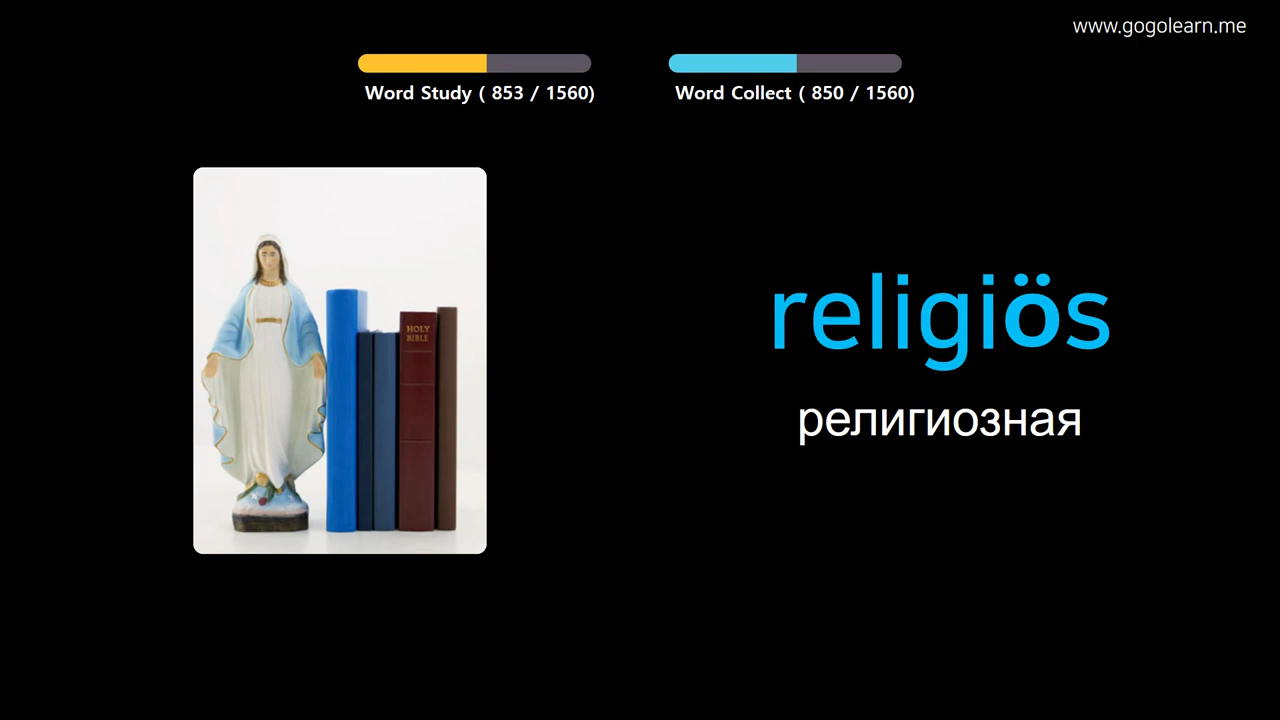 www.gogolearn.me
Word Study ( 853 / 1560)
Word Collect ( 850 / 1560)
HOLY
BIBLE
religiös
религиозная